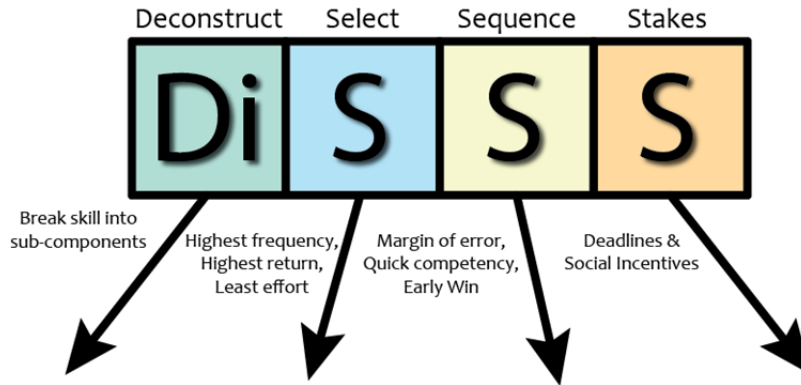 Deconstruct
Select
Sequence
Stakes
Di
S
S
S
Break skill into
sub-components
Highest frequency,
Highest return,
Least effort
Margin of error,
Quick competency,
Early Win
Deadlines &
Social Incentives